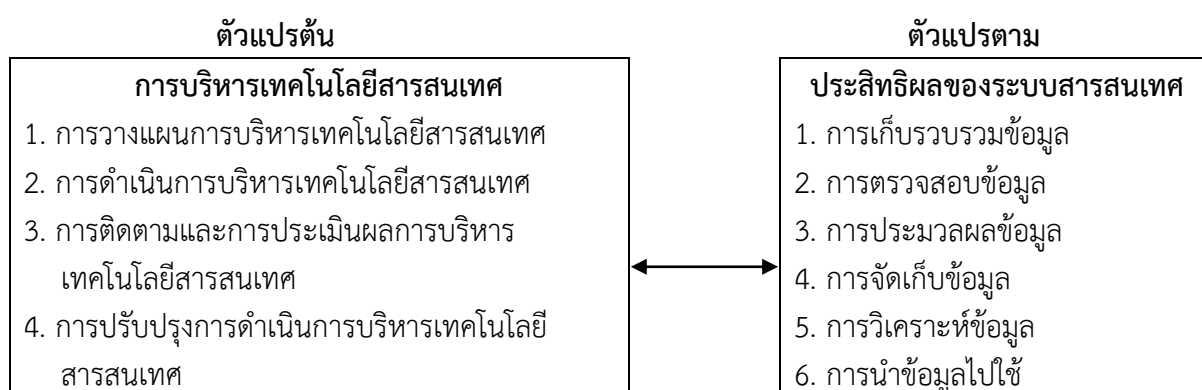 ตัวแปรต้น
การบริหารเทคโนโลยีสารสนเทศ
1. การวางแผนการบริหารเทคโนโลยีสารสนเทศ
2. การดำเนินการบริหารเทคโนโลยีสารสนเทศ
3. การติดตามและการประเมินผลการบริหาร
เทคโนโลยีสารสนเทศ
4. การปรับปรุงการดำเนินการบริหารเทคโนโลยี
สารสนเทศ
ตัวแปรตาม
ประสิทธิผลของระบบสารสนเทศ
1. การเก็บรวบรวมข้อมูล
2. การตรวจสอบข้อมูล
3. การประมวลผลข้อมูล
4. การจัดเก็บข้อมูล
5. การวิเคราะห์ข้อมูล
6. การนำข้อมูลไปใช้